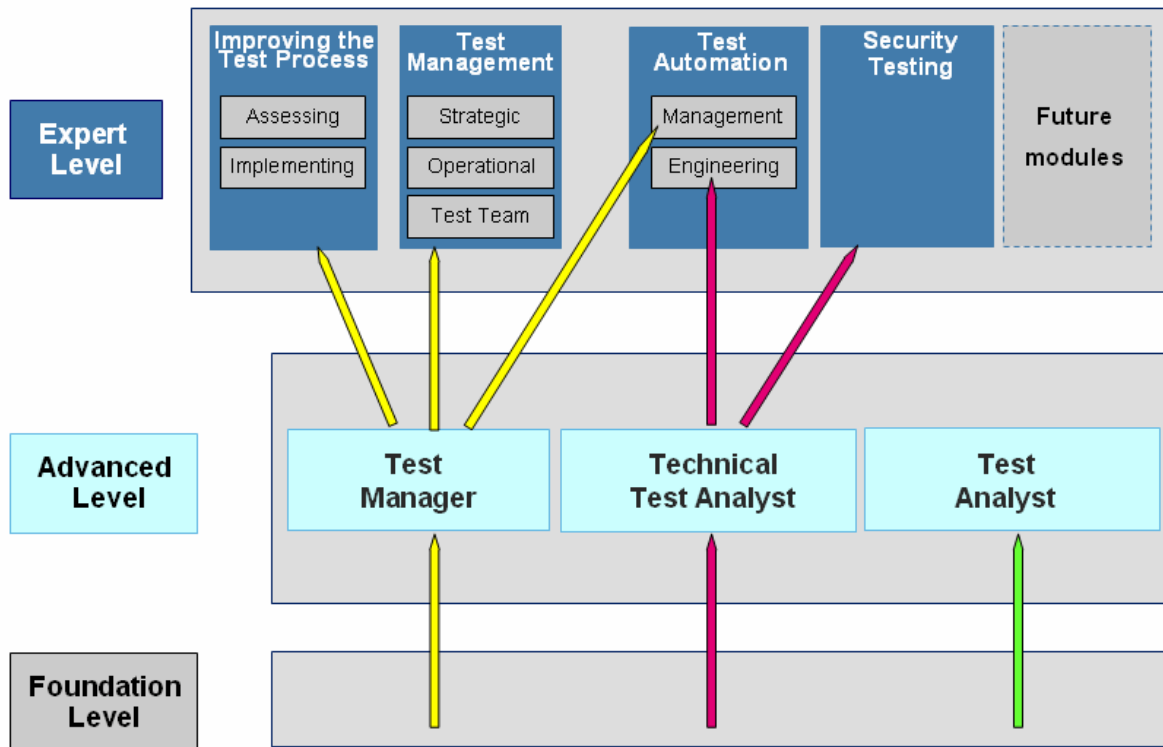 Improving the
Test Process
Assessing
Implementing
Test
Management
Strategic
Operational
Test Team
Test
Automation
Management
Engineering
Security
Testing
Future
modules
Expert
Level
Advanced
Level
Test
Manager
Technical
Test Analyst
Test
Analyst
Foundation
Level